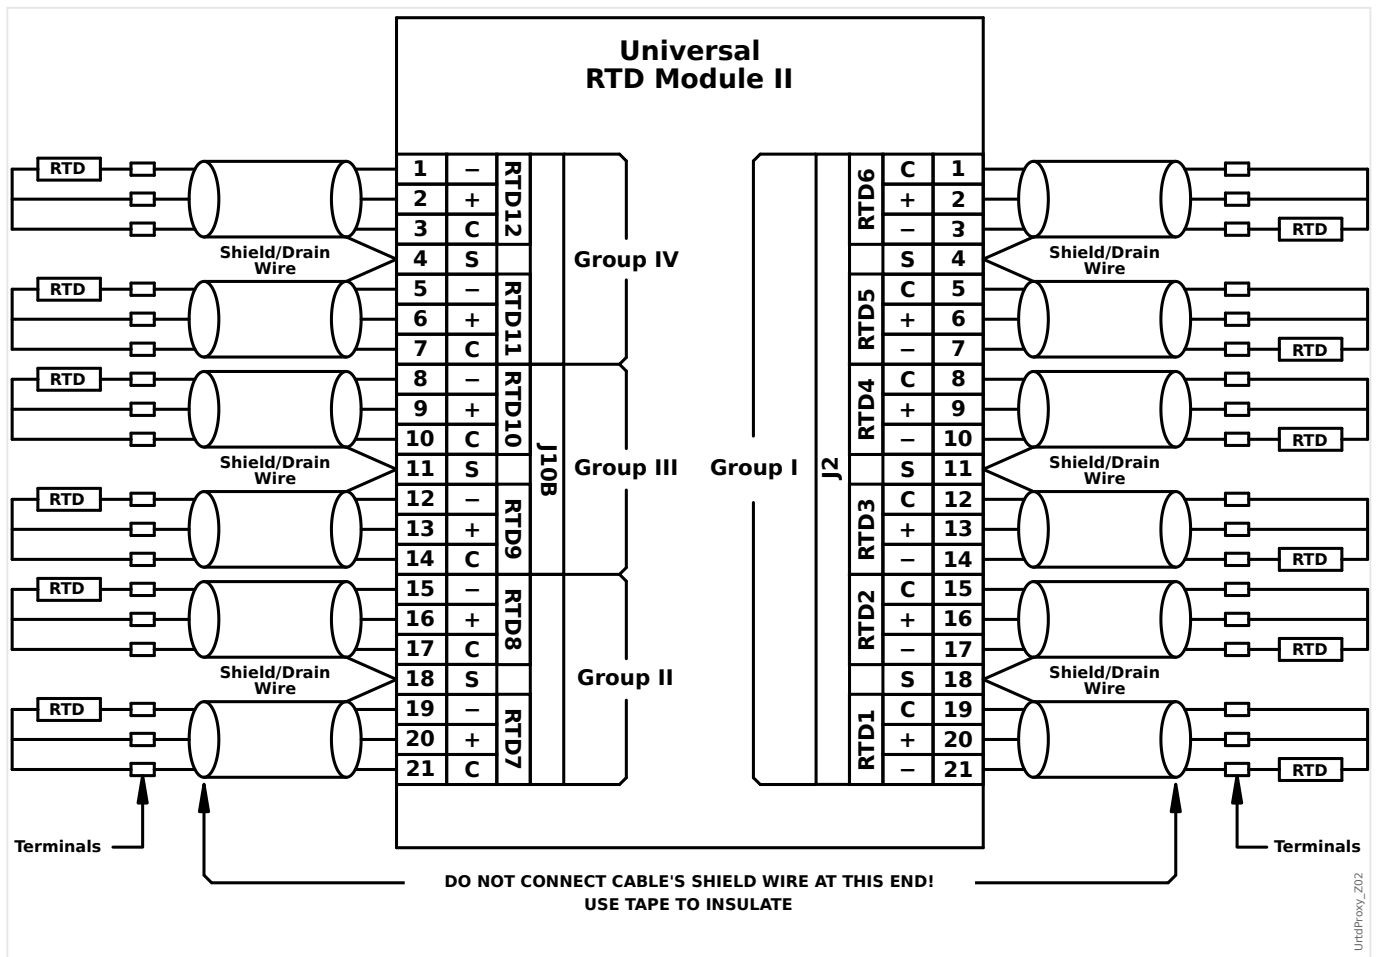 Universal
RTD Module II
RTD 1 − RTD12 RTD6 C 1
2 + + 2
3 C − 3 RTD
Shield/Drain
Wire
4 S Group IV S 4
Shield/Drain
Wire
RTD 5 − RTD11 RTD5 C 5
6 + + 6
7 C − 7 RTD
RTD 8 − RTD10 RTD4 C 8
9 + + 9
10 C − 10 RTD
Shield/Drain
Wire
11 S J10B Group III Group I J2 S 11
Shield/Drain
Wire
RTD 12 − RTD9 RTD3 C 12
13 + + 13
14 C − 14 RTD
RTD 15 − RTD8 RTD2 C 15
16 + + 16
17 C − 17 RTD
Shield/Drain
Wire
18 S Group II S 18
Shield/Drain
Wire
RTD 19 − RTD7 RTD1 C 19
20 + + 20
21 C − 21 RTD
Terminals Terminals
DO NOT CONNECT CABLE'S SHIELD WIRE AT THIS END!
USE TAPE TO INSULATE
UrtdProxy_Z02